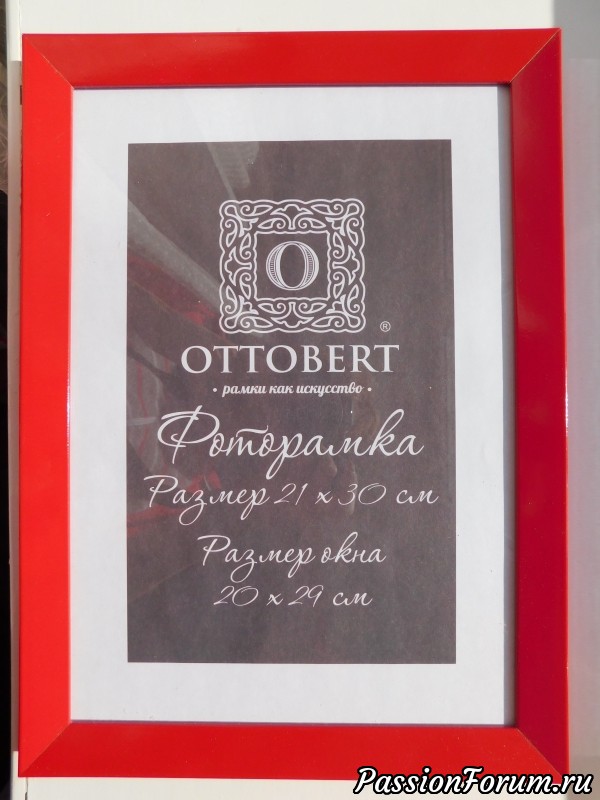 O
®
OTTOBERT
• рамки как искусство •
Фоторамка
Размер 21 х 30 см
Размер окна
20 х 29 см
PassionForum.ru